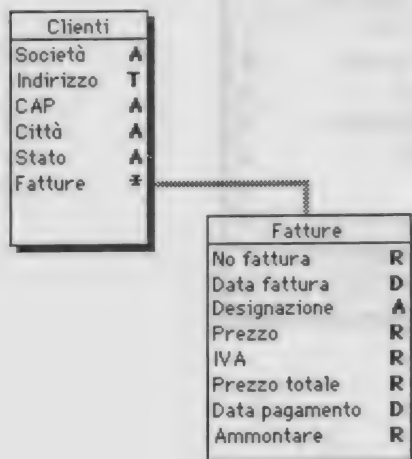 Clienti
Società A
Indirizzo T
CAP A
Città A
Stato A
Fatture *
Fatture
No fattura R
Data fattura D
Designazione A
Prezzo R
IVA R
Prezzo totale R
Data pagamento D
Ammontare R